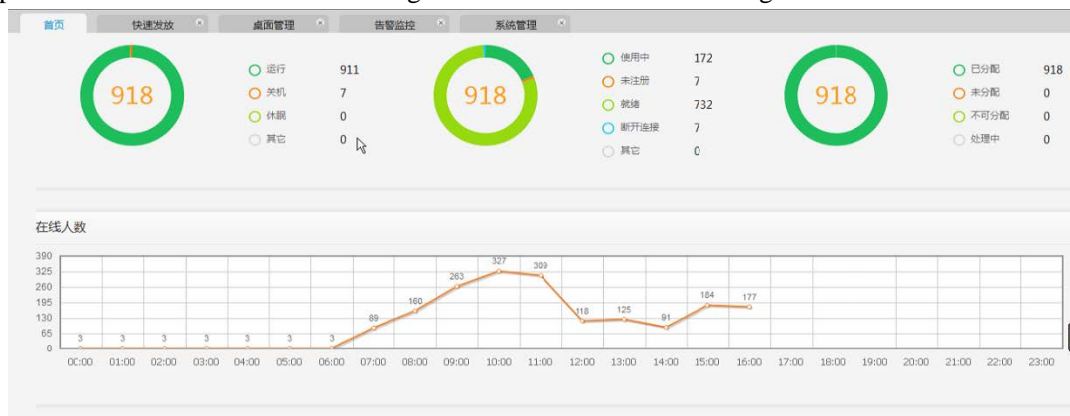 首页 快速发放 桌面管理 告警监控 系统管理
918
运行 911
关机 7
休眠 0
其它 0
918
使用中 172
未注册 7
就绪 732
断开连接 7
其它 0
918
已分配 918
未分配 0
不可分配 0
处理中 0
在线人数
390
325
260
195
130
65
0
3 3 3 3 3 3 3 89 160 263 327 309 118 125 91 184 177
00:00 01:00 02:00 03:00 04:00 05:00 06:00 07:00 08:00 09:00 10:00 11:00 12:00 13:00 14:00 15:00 16:00 17:00 18:00 19:00 20:00 21:00 22:00 23:00